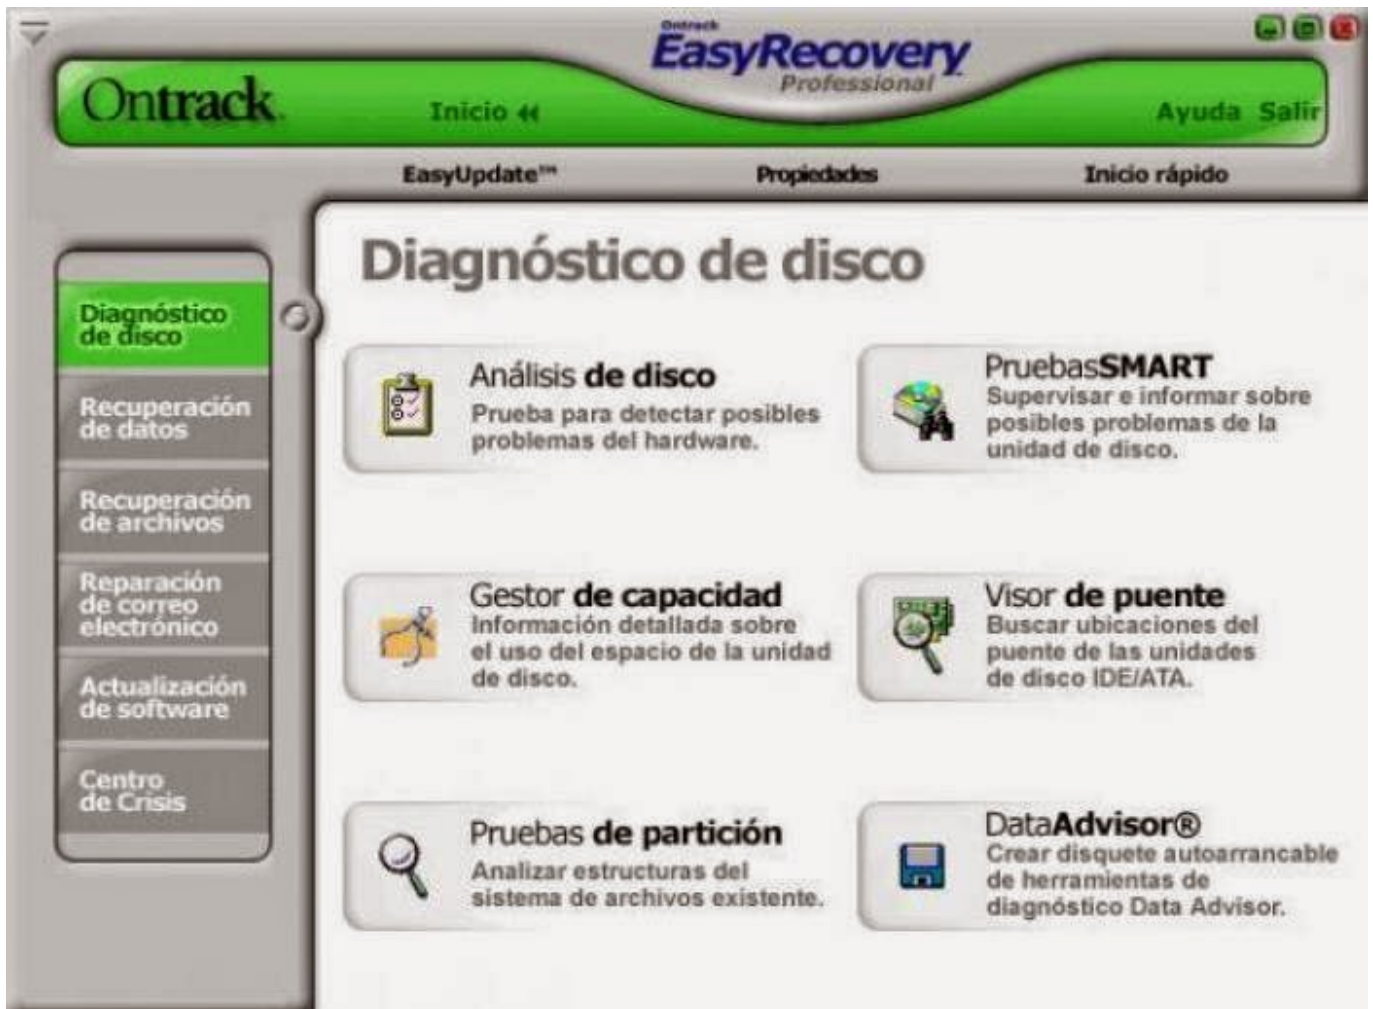 Ontrack
EasyRecovery
Professional
Ontrack
Inicio
Ayuda Salir
EasyUpdate™
Propiedades
Inicio rápido
Diagnóstico
de disco
Recuperación
de datos
Recuperación
de archivos
Reparación
de correo
electrónico
Actualización
de software
Centro
de Crisis
Diagnóstico de disco
Análisis de disco
Prueba para detectar posibles
problemas del hardware.
PruebasSMART
Supervisar e informar sobre
posibles problemas de la
unidad de disco.
Gestor de capacidad
Información detallada sobre
el uso del espacio de la unidad
de disco.
Visor de puente
Buscar ubicaciones del
puente de las unidades
de disco IDE/ATA.
Pruebas de partición
Analizar estructuras del
sistema de archivos existente.
DataAdvisor®
Crear disquete autoarrancable
de herramientas de
diagnóstico Data Advisor.